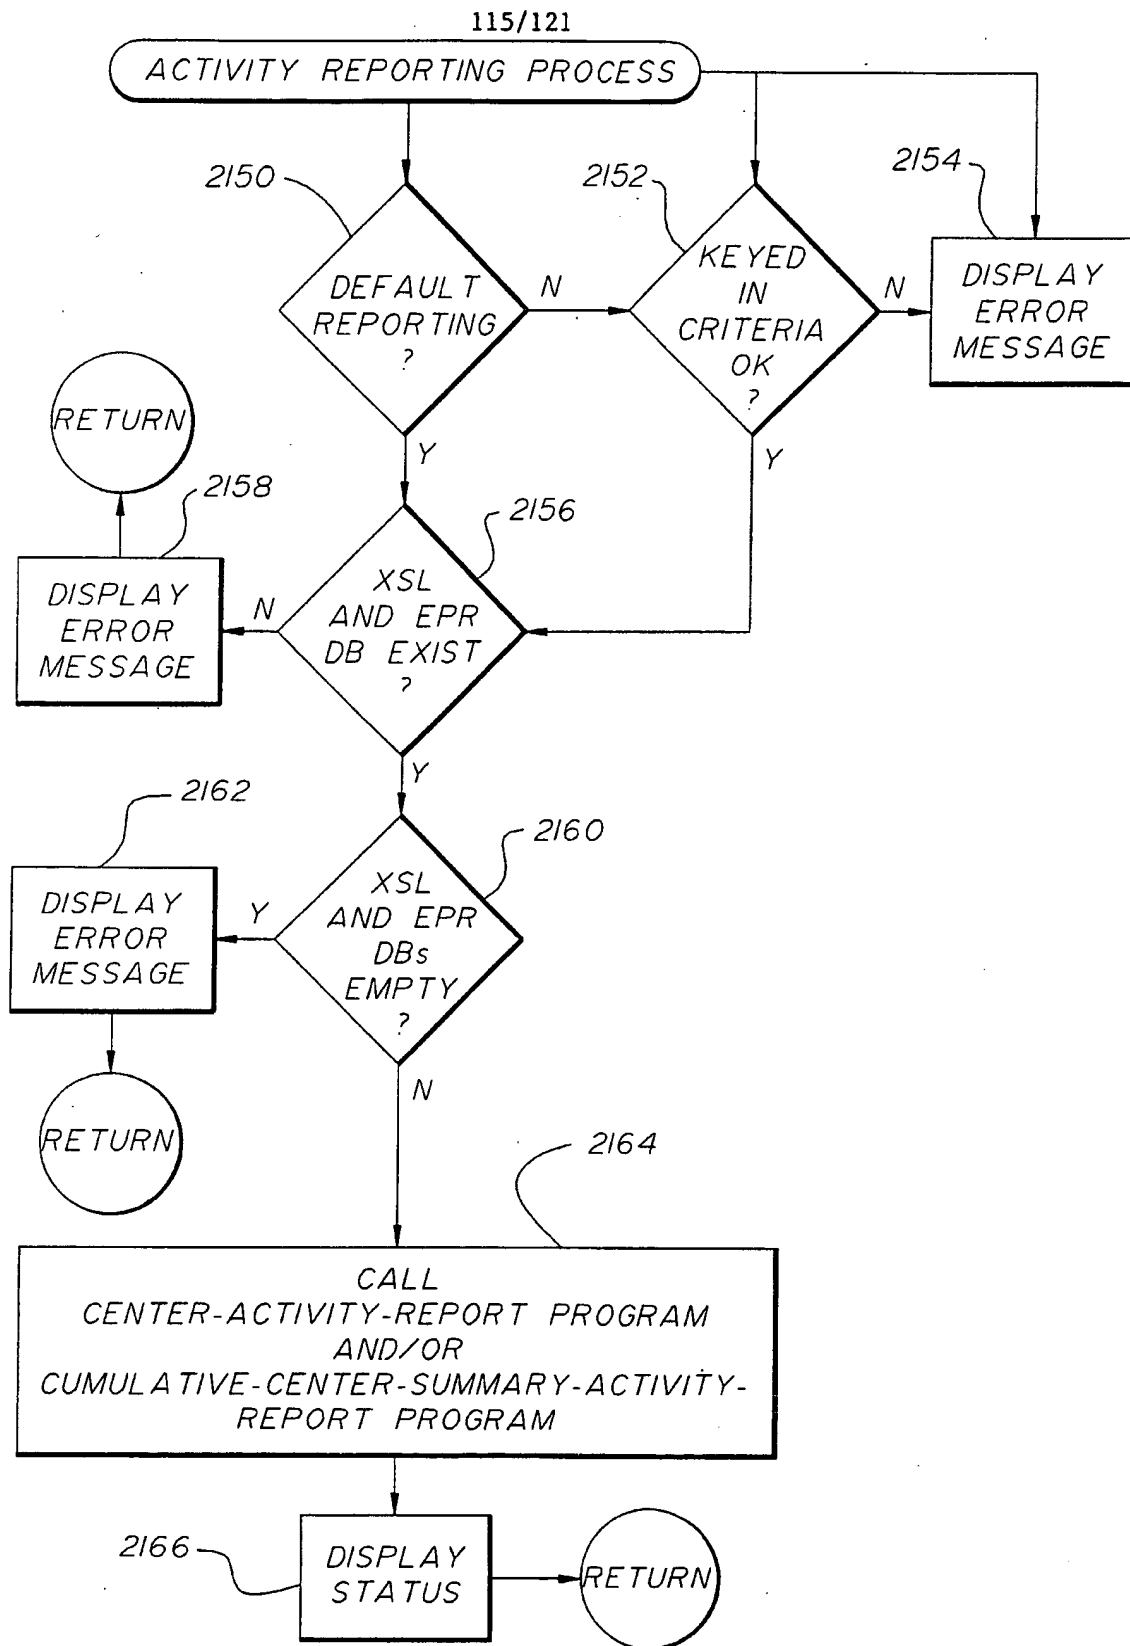 115/121
ACTIVITY REPORTING PROCESS
2150
2152
2154
DEFAULT
REPORTING
?
N
KEYED
IN
CRITERIA
OK
?
N
DISPLAY
ERROR
MESSAGE
RETURN
Y
Y
2158
2156
DISPLAY
ERROR
MESSAGE
N
XSL
AND EPR
DB EXIST
?
Y
2162
2160
DISPLAY
ERROR
MESSAGE
Y
XSL
AND EPR
DBs
EMPTY
?
N
RETURN
2164
CALL
CENTER-ACTIVITY-REPORT PROGRAM
AND/OR
CUMULATIVE-CENTER-SUMMARY-ACTIVITY-
REPORT PROGRAM
2166
DISPLAY
STATUS
RETURN